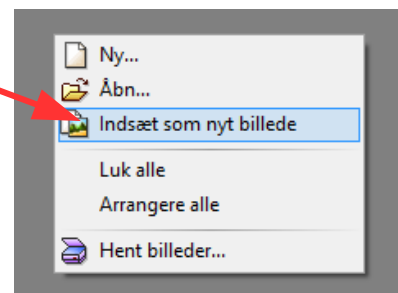 Ny...
Åbn...
Indsæt som nyt billede
Luk alle
Arrangere alle
Hent billeder...